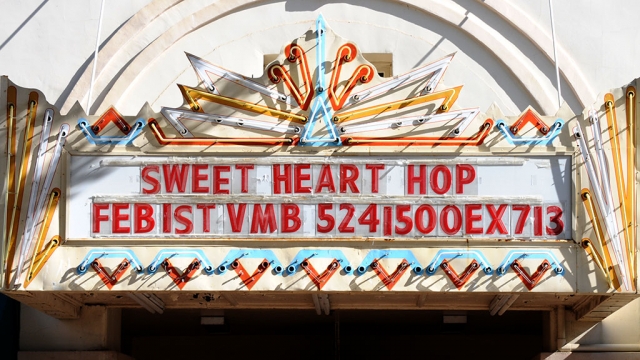 SWEET HEART HOP
FEB 1ST VMB 5241500EX713